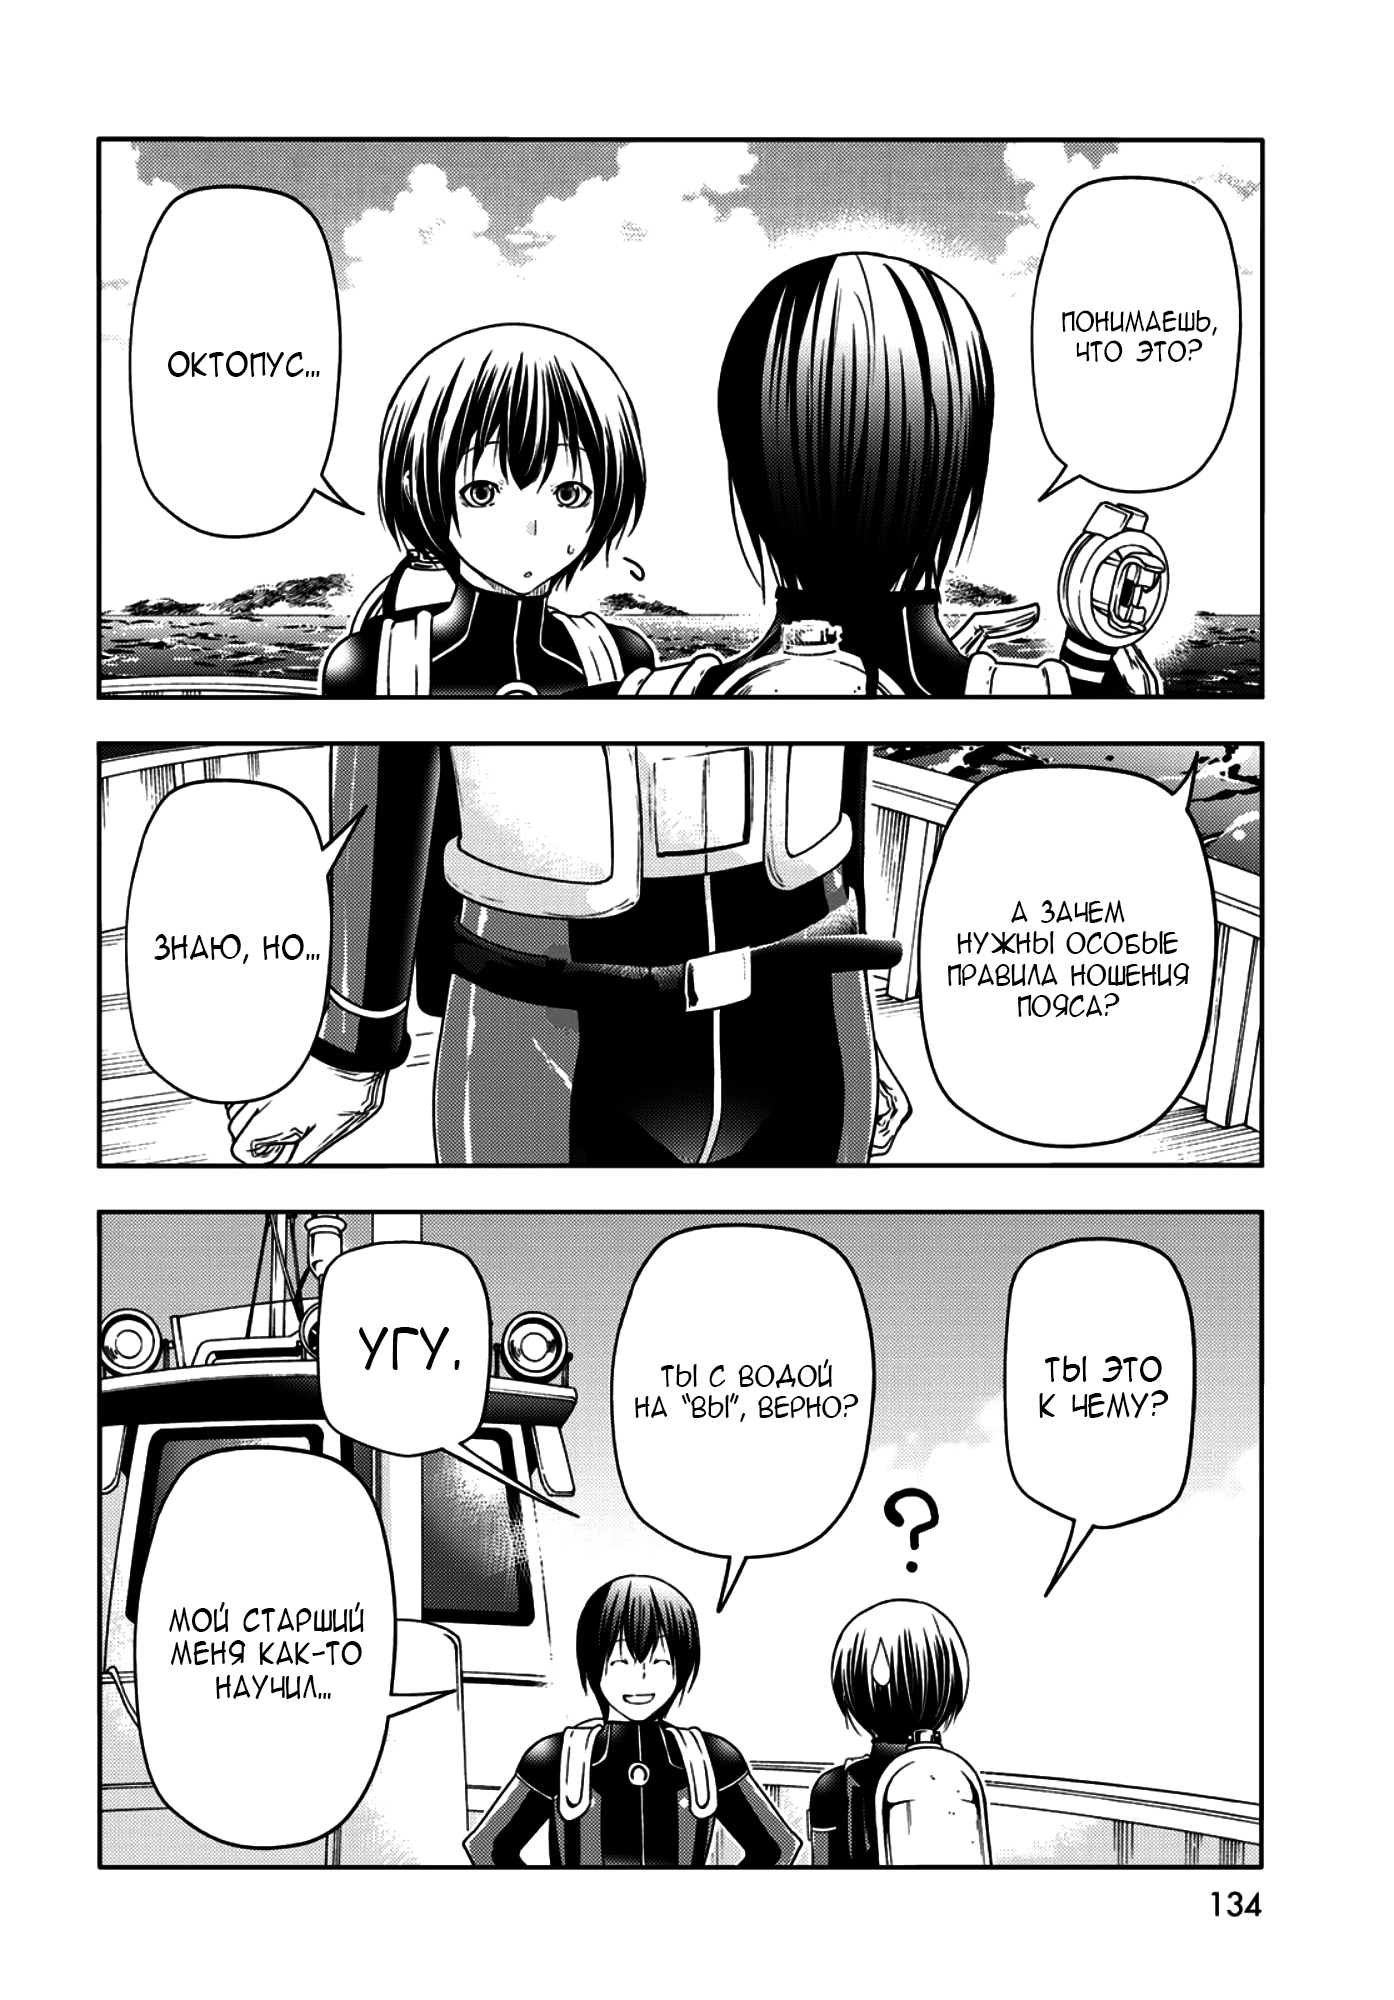 ПОНИМАЕШЬ,
ЧТО ЭТО?
ОКТОПУС...
А ЗАЧЕМ
НУЖНЫ ОСОБЫЕ
ПРАВИЛА НОШЕНИЯ
ПОЯСА?
ЗНАЮ, НО...
ТЫ ЭТО
К ЧЕМУ?
?
ТЫ С ВОДОЙ
НА "ВЫ", ВЕРНО?
УГУ.
МОЙ СТАРШИЙ
МЕНЯ КАК-ТО
НАУЧИЛ...
134